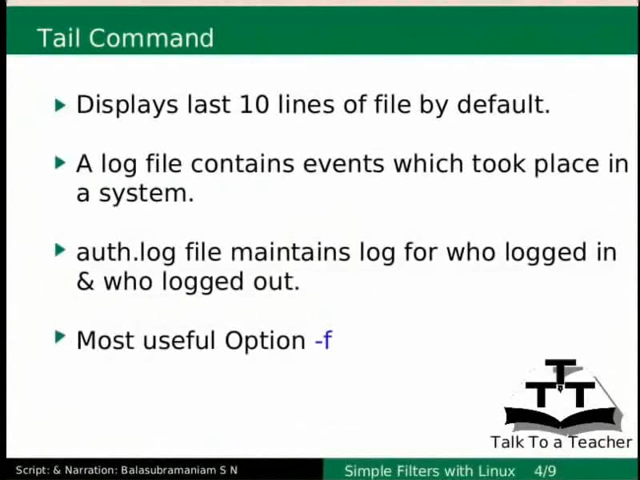 Tail Command
Displays last 10 lines of file by default.
A log file contains events which took place in
a system.
auth.log file maintains log for who logged in
& who logged out.
Most useful Option -f
T
T T
Talk To a Teacher
Script: & Narration: Balasubramaniam S N
Simple Filters with Linux 4/9